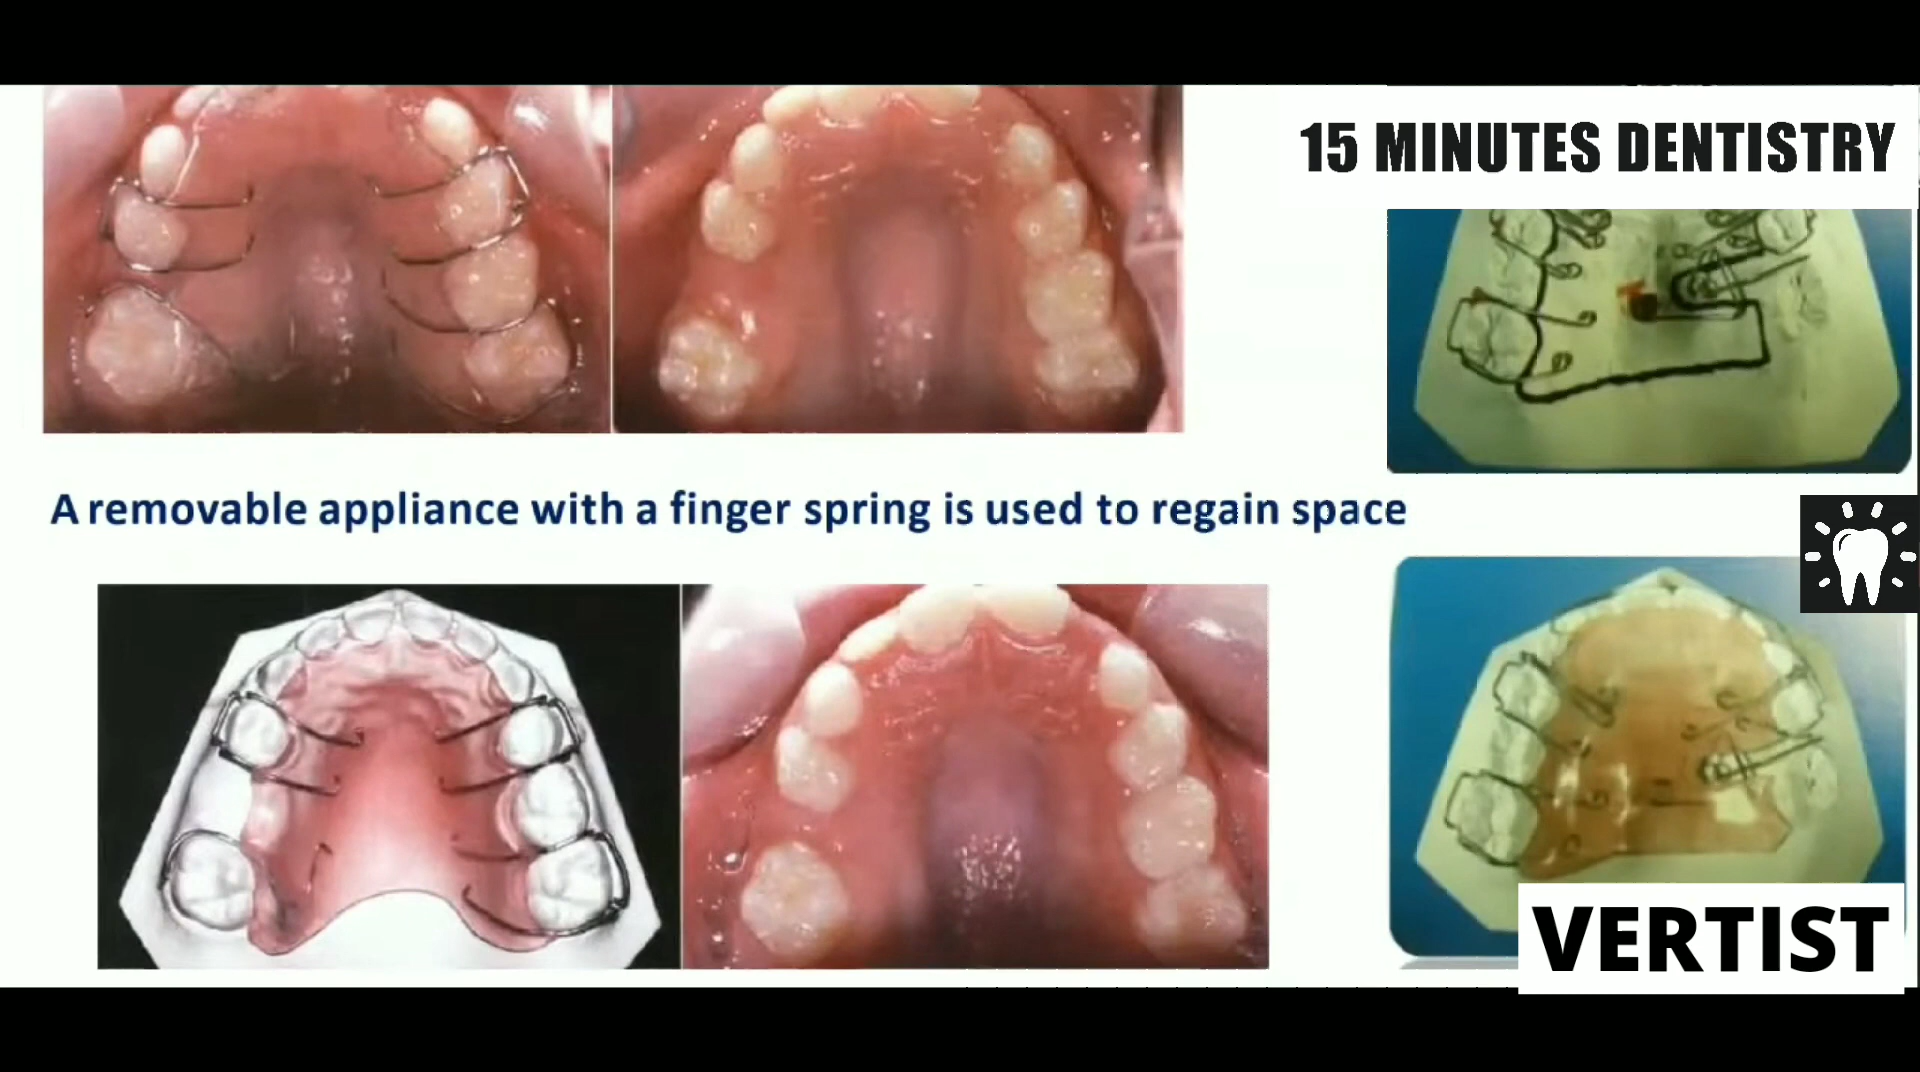 15 MINUTES DENTISTRY
A removable appliance with a finger spring is used to regain space
VERTIST